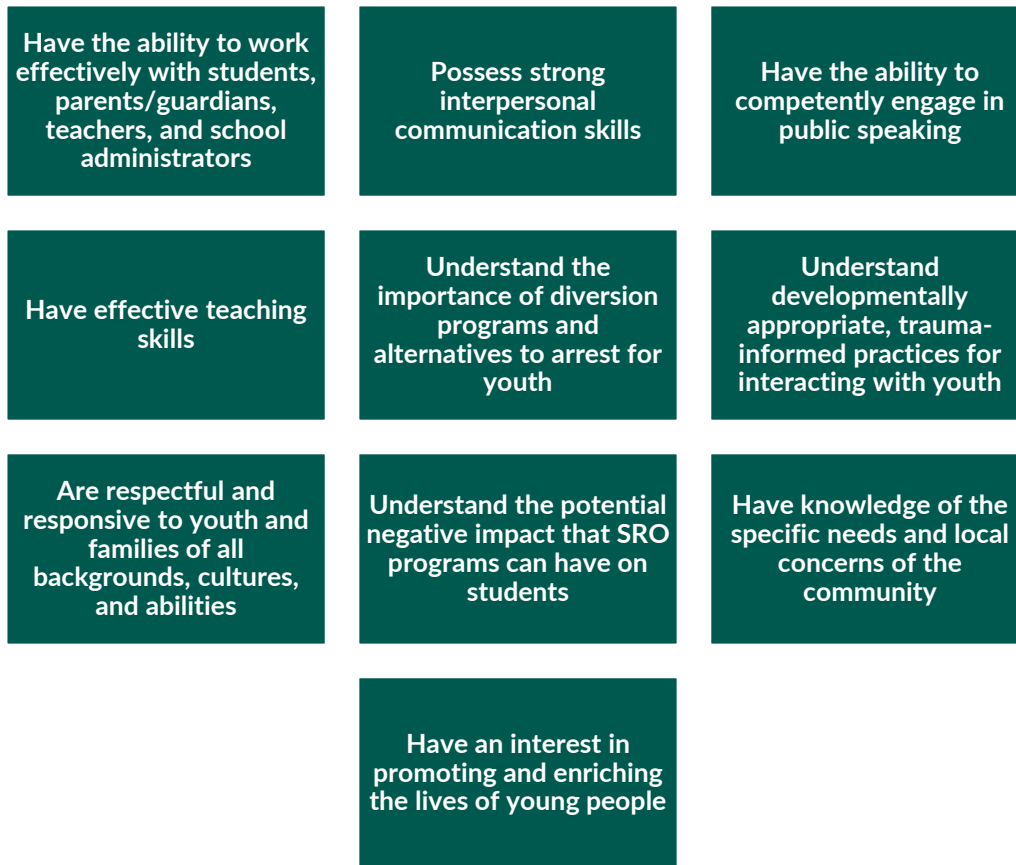 Have the ability to work
effectively with students,
parents/guardians,
teachers, and school
administrators
Possess strong
interpersonal
communication skills
Have the ability to
competently engage in
public speaking
Have effective teaching
skills
Understand the
importance of diversion
programs and
alternatives to arrest for
youth
Understand
developmentally
appropriate, trauma-
informed practices for
interacting with youth
Are respectful and
responsive to youth and
families of all
backgrounds, cultures,
and abilities
Understand the potential
negative impact that SRO
programs can have on
students
Have knowledge of the
specific needs and local
concerns of the
community
Have an interest in
promoting and enriching
the lives of young people